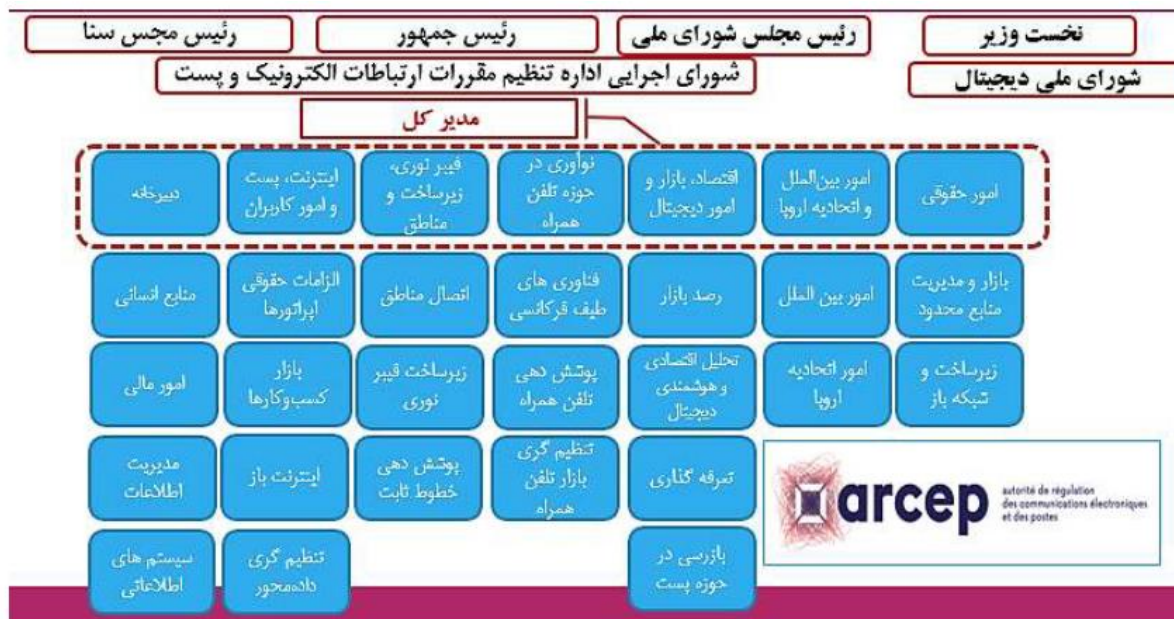 نخست وزیر
رئیس مجلس شورای ملی
رئیس جمهور
رئیس مجس سنا
شورای ملی دیجیتال
شورای اجرایی اداره تنظیم مقررات ارتباطات الکترونیک و پست
مدیر کل
امور حقوقی
امور بین‌الملل
و اتحادیه اروپا
اقتصاد، بازار و
امور دیجیتال
نوآوری در
حوزه تلفن
همراه
فیبر نوری،
زیرساخت و
مناطق
اینترنت، پست
و امور کاربران
دبیرخانه
بازار و مدیریت
منابع محدود
امور بین الملل
رصد بازار
فناوری های
طیف فرکانسی
اتصال مناطق
الزامات حقوقی
اپراتورها
منابع انسانی
زیرساخت و
شبکه باز
امور اتحادیه
اروپا
تحلیل اقتصادی
و هوشمندی
دیجیتال
پوشش دهی
تلفن همراه
زیرساخت فیبر
نوری
بازار
کسب‌وکارها
امور مالی
تعرفه گذاری
تنظیم گری
بازار تلفن
همراه
پوشش دهی
خطوط ثابت
اینترنت باز
مدیریت
اطلاعات
بازرسی در
حوزه پست
تنظیم گری
داده‌محور
سیستم های
اطلاعاتی
arcep
autorité de régulation
des communications électroniques
et des postes